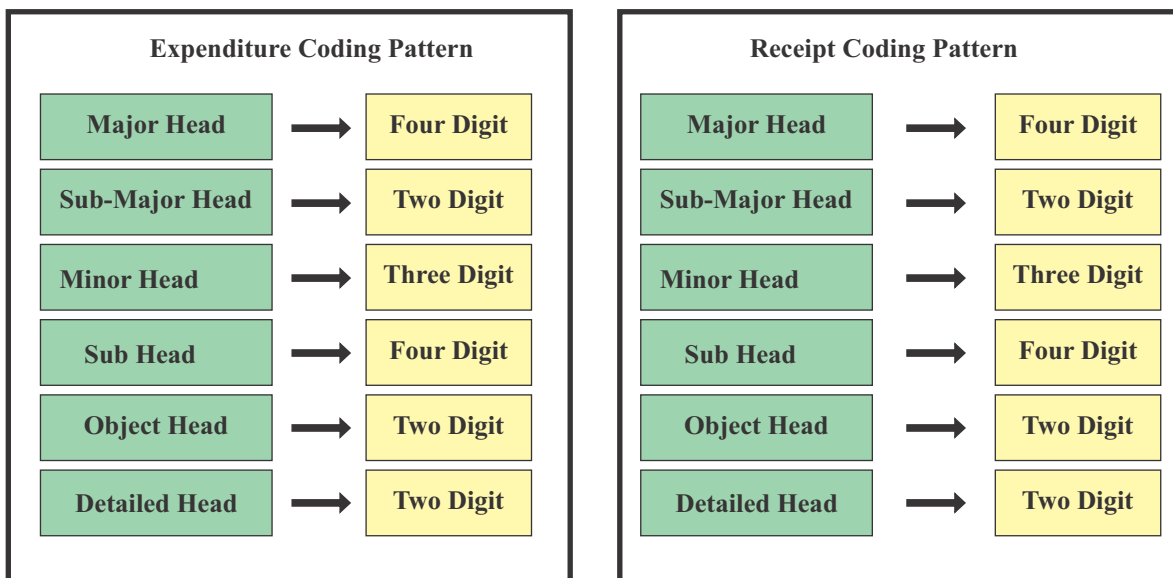 Expenditure Coding Pattern
Major Head
Four Digit
Sub-Major Head
Two Digit
Minor Head
Three Digit
Sub Head
Four Digit
Object Head
Two Digit
Detailed Head
Two Digit
Receipt Coding Pattern
Major Head
Four Digit
Sub-Major Head
Two Digit
Minor Head
Three Digit
Sub Head
Four Digit
Object Head
Two Digit
Detailed Head
Two Digit